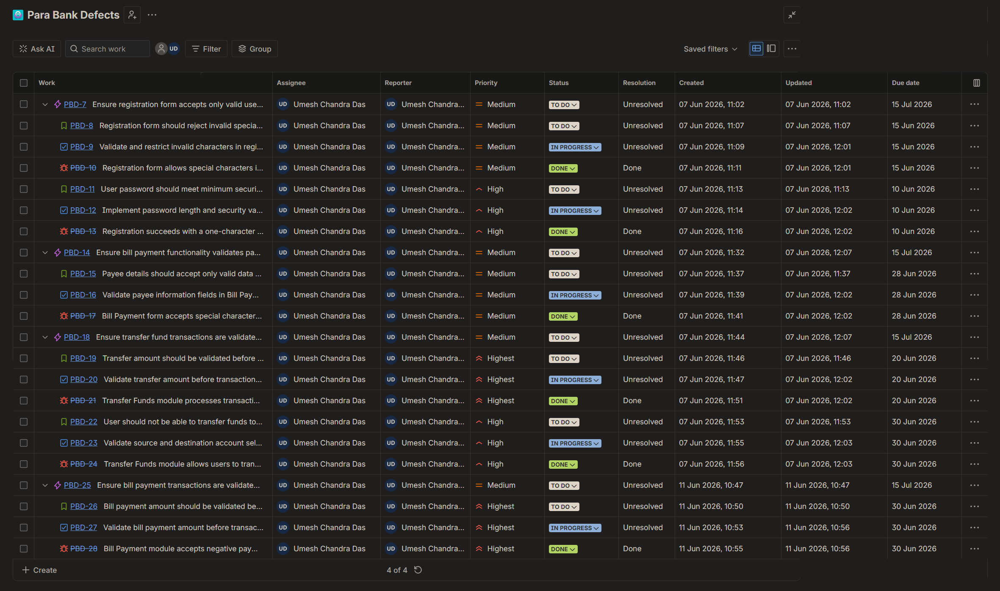 Para Bank Defects
Ask AI Search work UD Filter Group Saved filters
Work Assignee Reporter Priority Status Resolution Created Updated Due date
PBD-7 Ensure registration form accepts only valid use... UD Umesh Chandra Das UD Umesh Chandra... Medium TO DO Unresolved 07 Jun 2026, 11:02 07 Jun 2026, 11:02 15 Jul 2026
PBD-8 Registration form should reject invalid specia... UD Umesh Chandra Das UD Umesh Chandra... Medium TO DO Unresolved 07 Jun 2026, 11:07 07 Jun 2026, 11:07 15 Jun 2026
PBD-9 Validate and restrict invalid characters in regi... UD Umesh Chandra Das UD Umesh Chandra... Medium IN PROGRESS Unresolved 07 Jun 2026, 11:09 07 Jun 2026, 12:01 15 Jun 2026
PBD-10 Registration form allows special characters i... UD Umesh Chandra Das UD Umesh Chandra... Medium DONE Done 07 Jun 2026, 11:11 07 Jun 2026, 12:01 15 Jun 2026
PBD-11 User password should meet minimum securi... UD Umesh Chandra Das UD Umesh Chandra... High TO DO Unresolved 07 Jun 2026, 11:13 07 Jun 2026, 11:13 10 Jun 2026
PBD-12 Implement password length and security va... UD Umesh Chandra Das UD Umesh Chandra... High IN PROGRESS Unresolved 07 Jun 2026, 11:14 07 Jun 2026, 12:02 10 Jun 2026
PBD-13 Registration succeeds with a one-character ... UD Umesh Chandra Das UD Umesh Chandra... High DONE Done 07 Jun 2026, 11:16 07 Jun 2026, 12:02 10 Jun 2026
PBD-14 Ensure bill payment functionality validates pa... UD Umesh Chandra Das UD Umesh Chandra... Medium TO DO Unresolved 07 Jun 2026, 11:32 07 Jun 2026, 12:07 15 Jul 2026
PBD-15 Payee details should accept only valid data ... UD Umesh Chandra Das UD Umesh Chandra... Medium TO DO Unresolved 07 Jun 2026, 11:37 07 Jun 2026, 11:37 28 Jun 2026
PBD-16 Validate payee information fields in Bill Pay... UD Umesh Chandra Das UD Umesh Chandra... Medium IN PROGRESS Unresolved 07 Jun 2026, 11:39 07 Jun 2026, 12:02 28 Jun 2026
PBD-17 Bill Payment form accepts special character... UD Umesh Chandra Das UD Umesh Chandra... Medium DONE Done 07 Jun 2026, 11:41 07 Jun 2026, 12:02 28 Jun 2026
PBD-18 Ensure transfer fund transactions are validate... UD Umesh Chandra Das UD Umesh Chandra... Medium TO DO Unresolved 07 Jun 2026, 11:44 07 Jun 2026, 12:07 15 Jul 2026
PBD-19 Transfer amount should be validated before ... UD Umesh Chandra Das UD Umesh Chandra... Highest TO DO Unresolved 07 Jun 2026, 11:46 07 Jun 2026, 11:46 20 Jun 2026
PBD-20 Validate transfer amount before transaction... UD Umesh Chandra Das UD Umesh Chandra... Highest IN PROGRESS Unresolved 07 Jun 2026, 11:47 07 Jun 2026, 12:02 20 Jun 2026
PBD-21 Transfer Funds module processes transacti... UD Umesh Chandra Das UD Umesh Chandra... Highest DONE Done 07 Jun 2026, 11:51 07 Jun 2026, 12:02 20 Jun 2026
PBD-22 User should not be able to transfer funds to... UD Umesh Chandra Das UD Umesh Chandra... High TO DO Unresolved 07 Jun 2026, 11:53 07 Jun 2026, 11:53 30 Jun 2026
PBD-23 Validate source and destination account sel... UD Umesh Chandra Das UD Umesh Chandra... High IN PROGRESS Unresolved 07 Jun 2026, 11:55 07 Jun 2026, 12:03 30 Jun 2026
PBD-24 Transfer Funds module allows users to tran... UD Umesh Chandra Das UD Umesh Chandra... High DONE Done 07 Jun 2026, 11:56 07 Jun 2026, 12:03 30 Jun 2026
PBD-25 Ensure bill payment transactions are validate... UD Umesh Chandra Das UD Umesh Chandra... Medium TO DO Unresolved 11 Jun 2026, 10:47 11 Jun 2026, 10:47 15 Jul 2026
PBD-26 Bill payment amount should be validated be... UD Umesh Chandra Das UD Umesh Chandra... Highest TO DO Unresolved 11 Jun 2026, 10:50 11 Jun 2026, 10:50 30 Jun 2026
PBD-27 Validate bill payment amount before transac... UD Umesh Chandra Das UD Umesh Chandra... Highest IN PROGRESS Unresolved 11 Jun 2026, 10:53 11 Jun 2026, 10:56 30 Jun 2026
PBD-28 Bill Payment module accepts negative pay... UD Umesh Chandra Das UD Umesh Chandra... Highest DONE Done 11 Jun 2026, 10:55 11 Jun 2026, 10:56 30 Jun 2026
Create 4 of 4